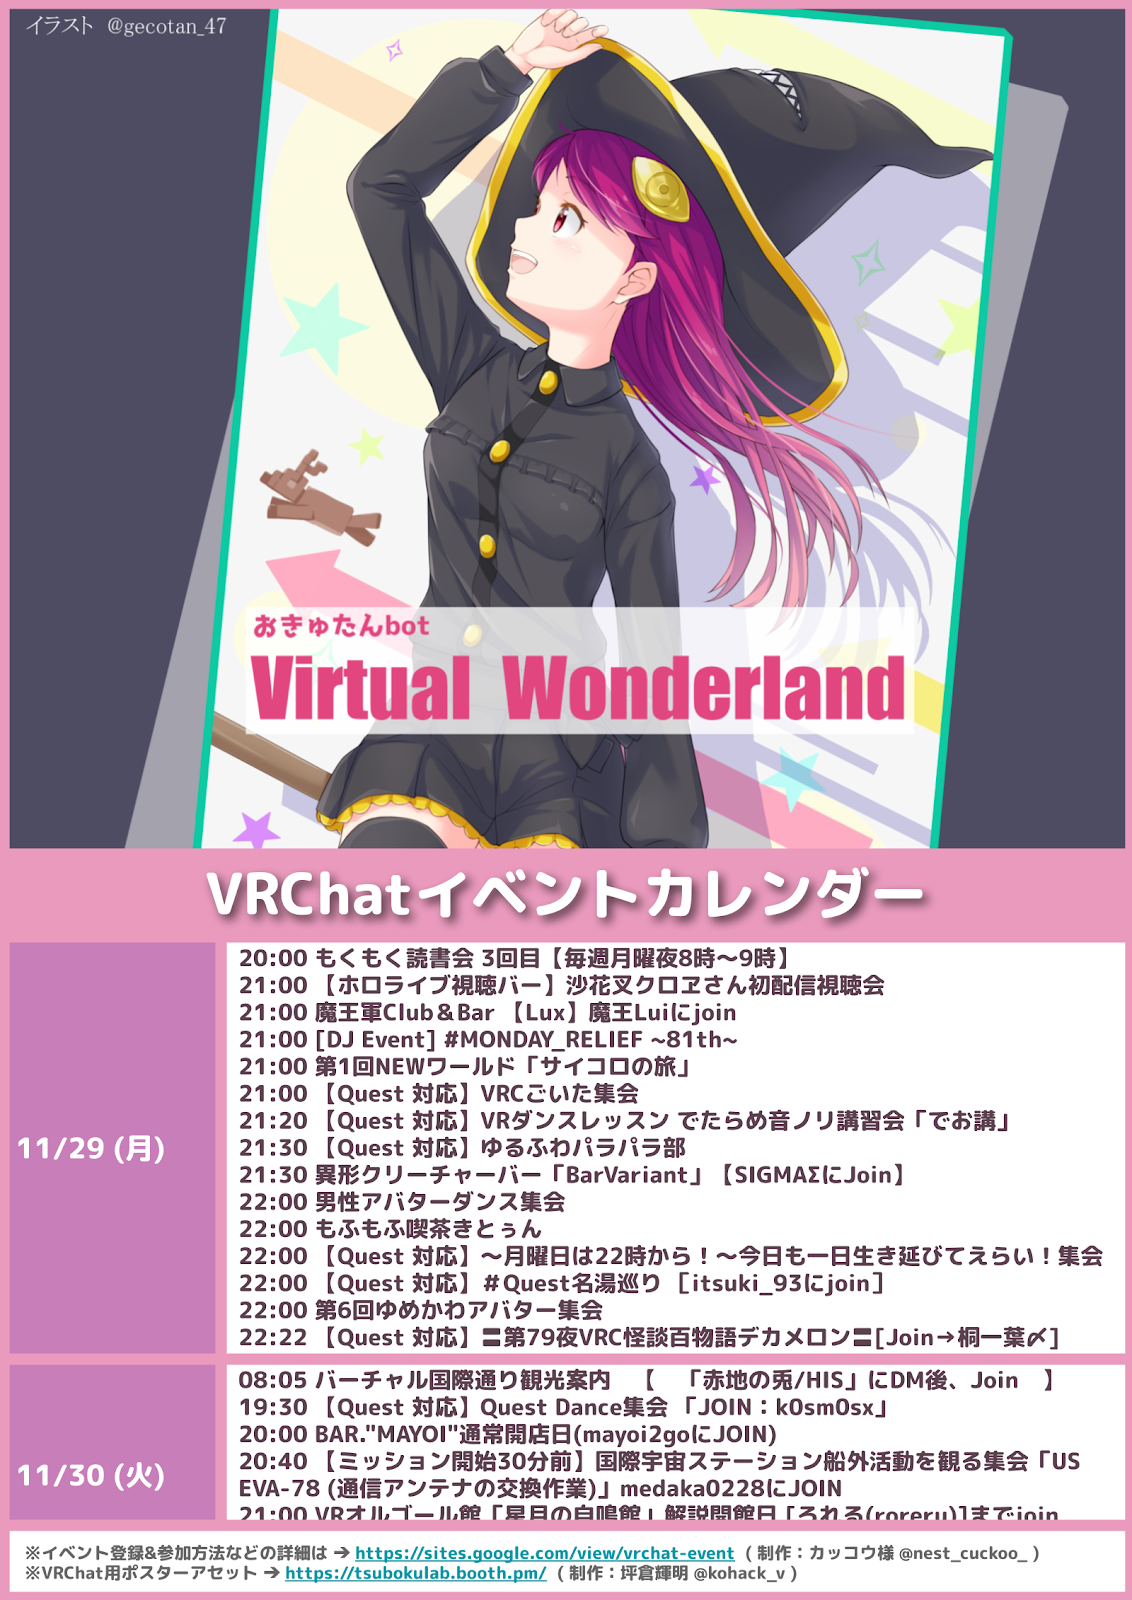 イラスト @gecotan_47
おきゅたんbot
Virtual Wonderland
VRChatイベントカレンダー
11/29 (月)
20:00 もくもく読書会 3回目【毎週月曜夜8時～9時】
21:00 【ホロライブ視聴バー】沙花叉クロヱさん初配信視聴会
21:00 魔王軍Club＆Bar 【Lux】魔王Luiにjoin
21:00 [DJ Event] #MONDAY_RELIEF ~81th~
21:00 第1回NEWワールド「サイコロの旅」
21:00 【Quest 対応】VRCごいた集会
21:20 【Quest 対応】VRダンスレッスン でたらめ音ノリ講習会「でお講」
21:30 【Quest 対応】ゆるふわパラパラ部
21:30 異形クリーチャーバー「BarVariant」【SIGMAΣにJoin】
22:00 男性アバターダンス集会
22:00 もふもふ喫茶きとぅん
22:00 【Quest 対応】～月曜日は22時から！～今日も一日生き延びてえらい！集会
22:00 【Quest 対応】＃Quest名湯巡り ［itsuki_93にjoin］
22:00 第6回ゆめかわアバター集会
22:22 【Quest 対応】〓第79夜VRC怪談百物語デカメロン〓[Join→桐一葉〆]
11/30 (火)
08:05 バーチャル国際通り観光案内　【　「赤地の兎/HIS」にDM後、Join　】
19:30 【Quest 対応】Quest Dance集会 「JOIN：k0sm0sx」
20:00 BAR."MAYOI"通常開店日(mayoi2goにJOIN)
20:40 【ミッション開始30分前】国際宇宙ステーション船外活動を観る集会「US
EVA-78 (通信アンテナの交換作業)」medaka0228にJOIN
21:00 VRオルゴール館「星月の自鳴館」解説開館日 [ろれる(roreru)]までjoin
※イベント登録&参加方法などの詳細は → https://sites.google.com/view/vrchat-event （ 制作：カッコウ様 @nest_cuckoo_ ）
※VRChat用ポスターアセット → https://tsubokulab.booth.pm/ （ 制作：坪倉輝明 @kohack_v ）